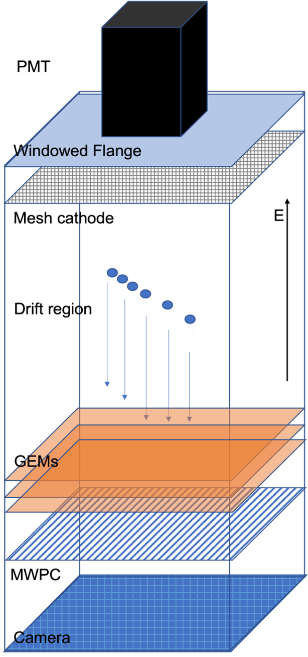 PMT
Windowed Flange
Mesh cathode
E
Drift region
GEMs
MWPC
Camera